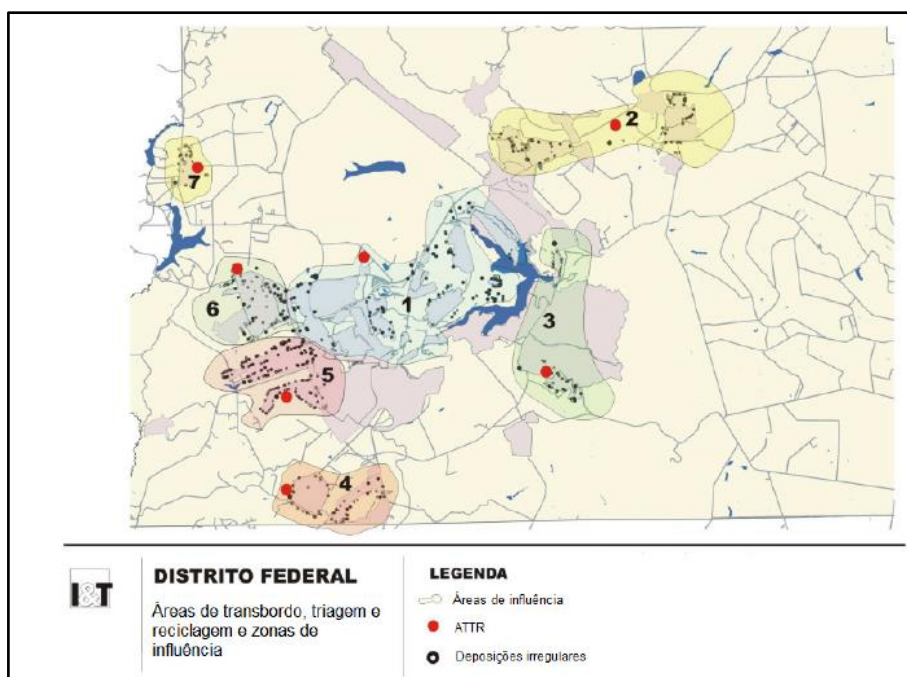 2
7
6
1
3
5
4
I&T
DISTRITO FEDERAL
Áreas de transbordo, triagem e
reciclagem e zonas de
influência
LEGENDA
Áreas de influência
ATTR
Deposições irregulares